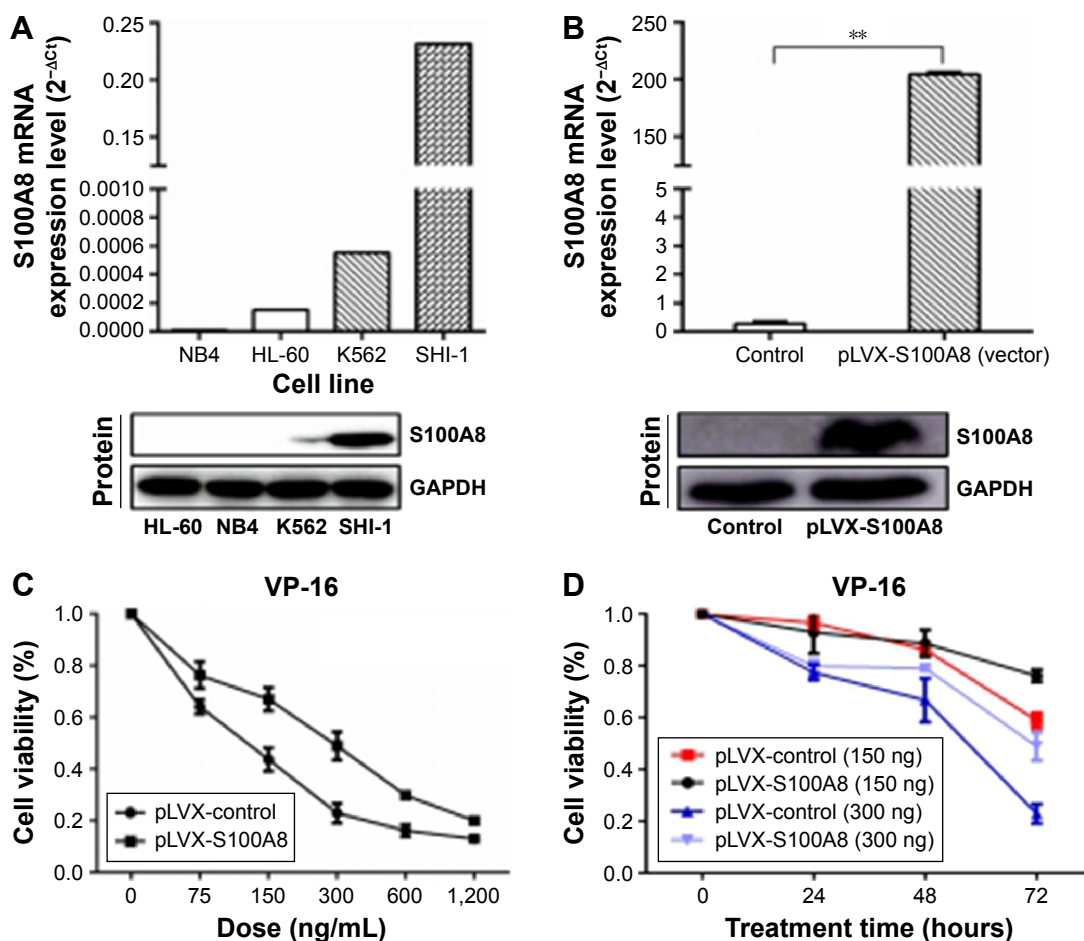 A
S100A8 mRNA
expression level (2−ΔCt)
0.25
0.20
0.15
0.0010
0.0008
0.0006
0.0004
0.0002
0.0000
NB4 HL-60 K562 SHI-1
Cell line
Protein
S100A8
GAPDH
HL-60 NB4 K562 SHI-1
B
S100A8 mRNA
expression level (2−ΔCt)
**
250
200
150
100
5
4
3
2
1
0
Control pLVX-S100A8 (vector)
Protein
S100A8
GAPDH
Control pLVX-S100A8
C
VP-16
Cell viability (%)
1.0
0.8
0.6
0.4
0.2
0.0
pLVX-control
pLVX-S100A8
0 75 150 300 600 1,200
Dose (ng/mL)
D
VP-16
Cell viability (%)
1.0
0.8
0.6
0.4
0.2
0.0
pLVX-control (150 ng)
pLVX-S100A8 (150 ng)
pLVX-control (300 ng)
pLVX-S100A8 (300 ng)
0 24 48 72
Treatment time (hours)